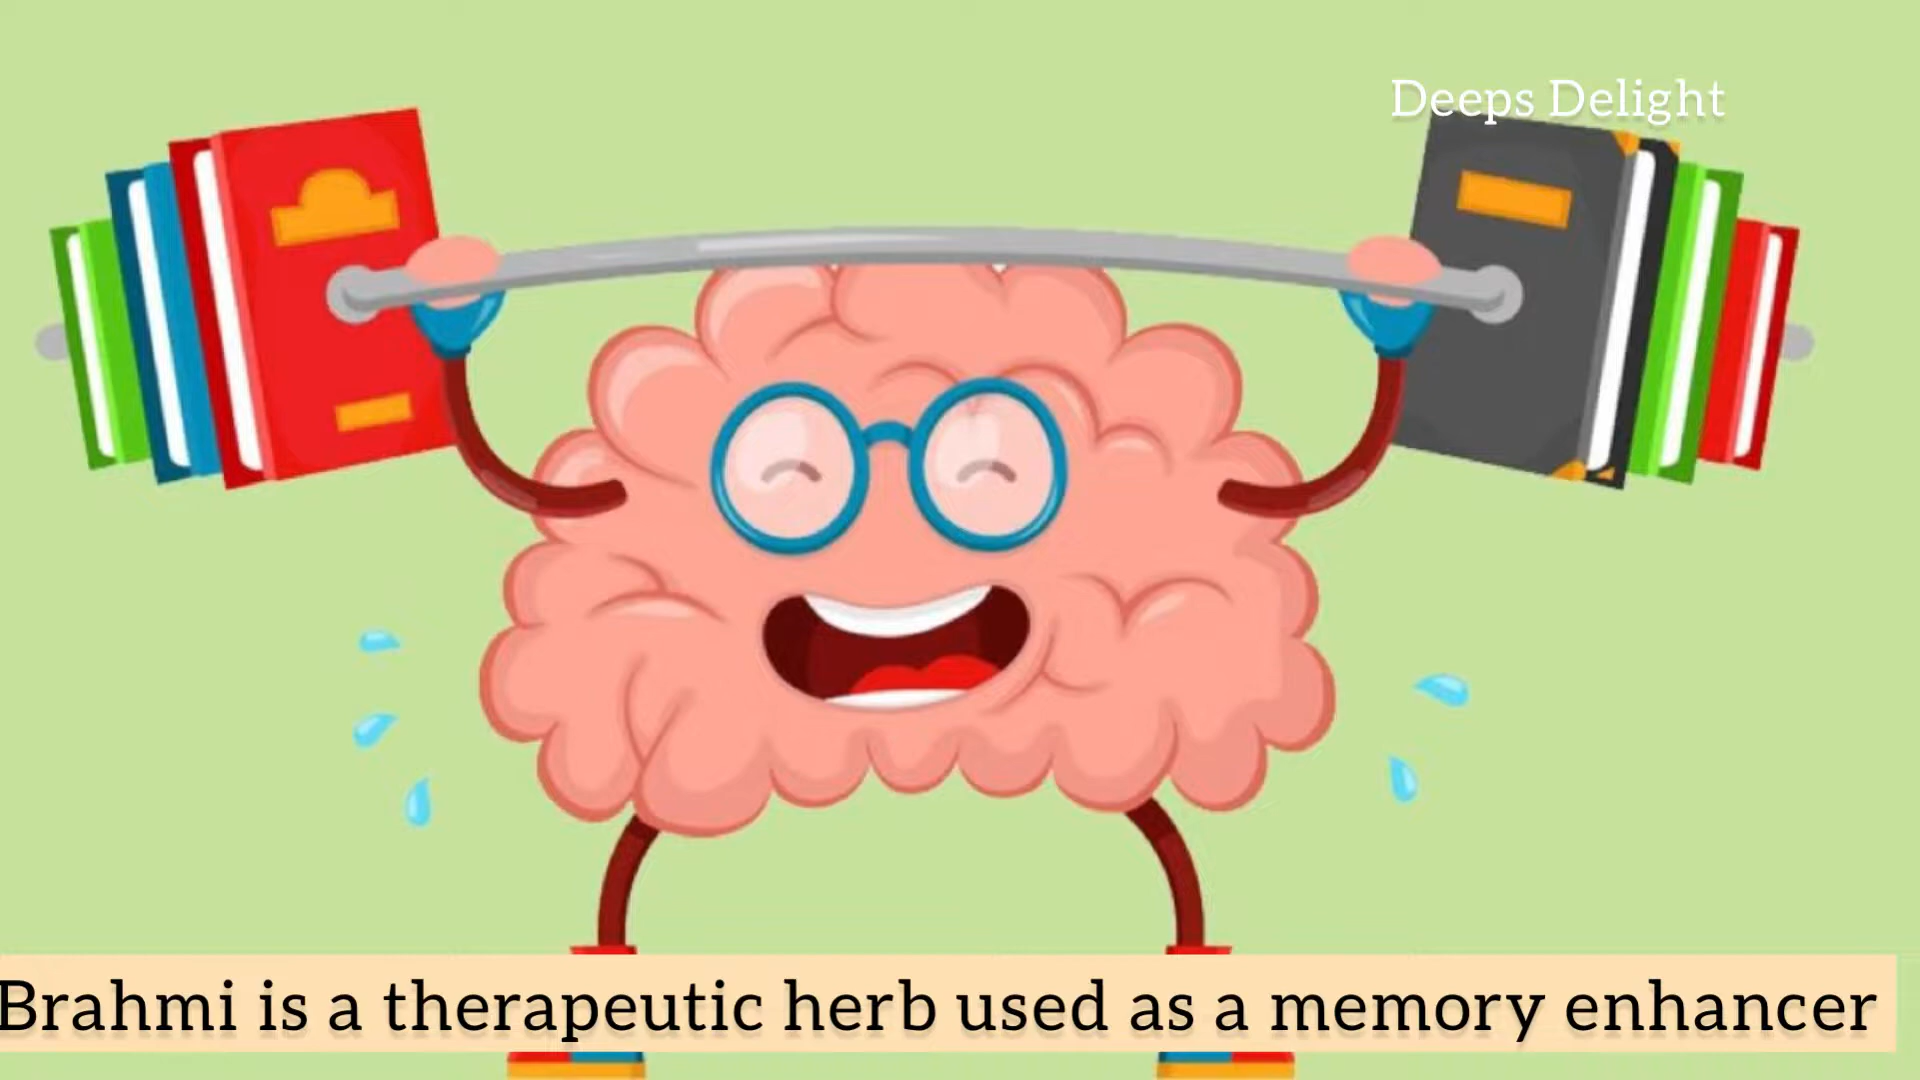 Deeps Delight
Brahmi is a therapeutic herb used as a memory enhancer